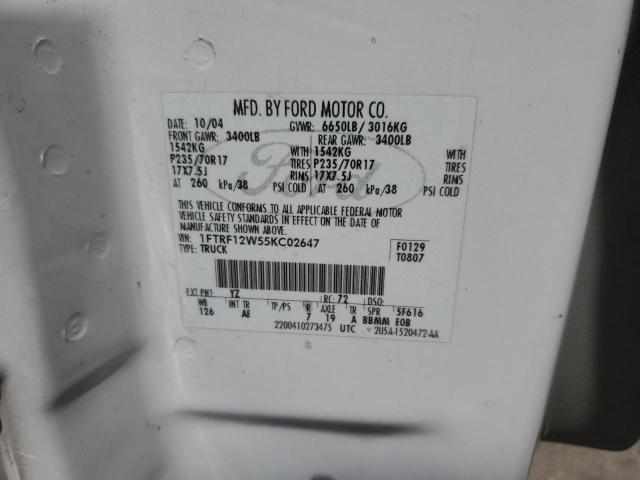 MFD. BY FORD MOTOR CO.
DATE: 10/04 GVWR: 6650LB/ 3016KG
FRONT GAWR: 3400LB REAR GAWR: 3400LB
1542KG WITH 1542KG WITH
P235/70R17 TIRES P235/70R17 TIRES
17X7.5J RIMS 17X7.5J RIMS
AT 260 kPa/38 PSI COLD AT 260 kPa/38 PSI COLD
THIS VEHICLE CONFORMS TO ALL APPLICABLE FEDERAL MOTOR
VEHICLE SAFETY STANDARDS IN EFFECT ON THE DATE OF
MANUFACTURE SHOWN ABOVE.
VIN: 1FTRF12W55KC02647 F0129
TYPE: TRUCK T0807
Ford
EXT PNT: YZ RC: 72 DSO:
WB INT TR TP/PS R AXLE TR SPR 5F616
126 AE 7 19 A BBMM EOB
2200410273475 UTC 2U5A-1520472-AA